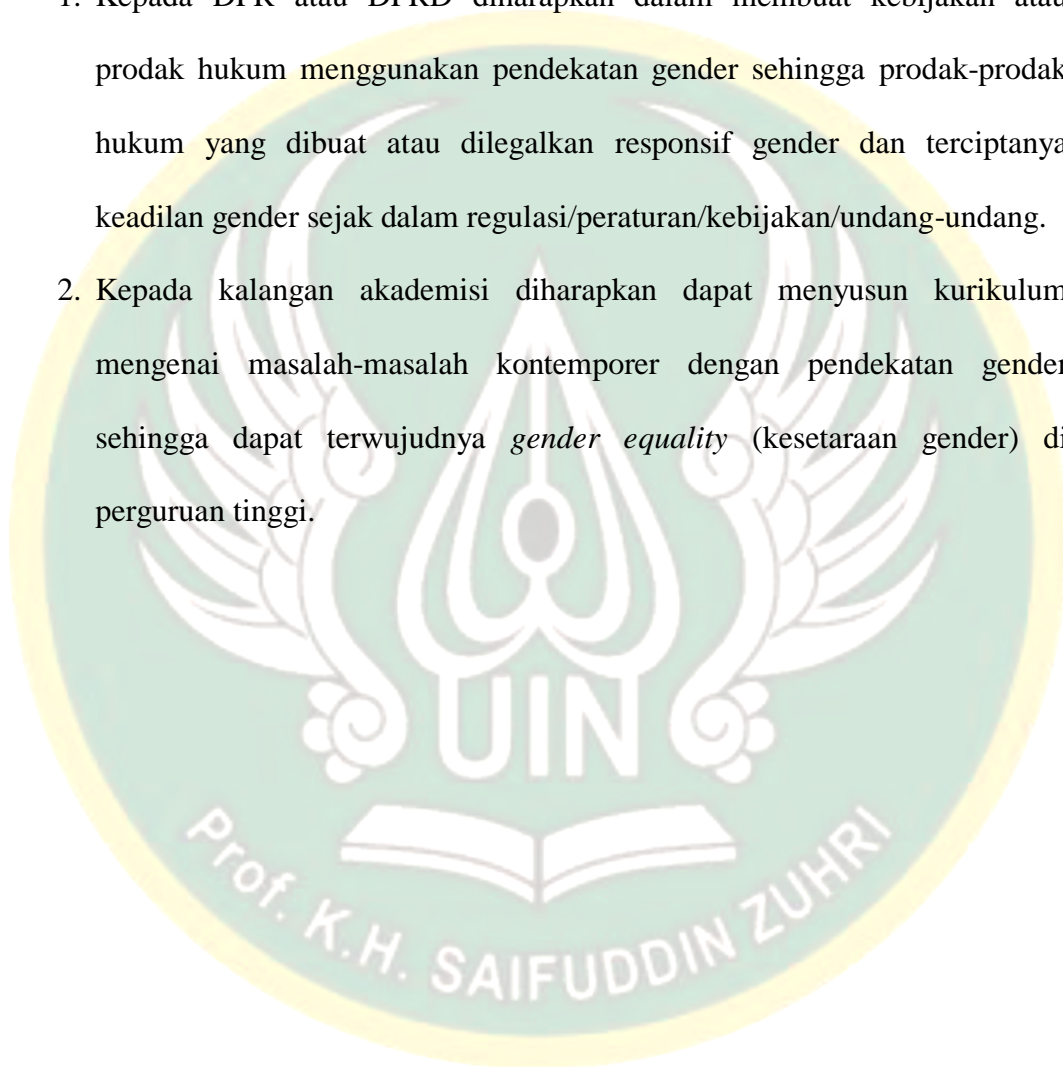 1. Kepada DPR atau DPRD diharapkan dalam membuat kebijakan atau
prodak hukum menggunakan pendekatan gender sehingga prodak-prodak
hukum yang dibuat atau dilegalkan responsif gender dan terciptanya
keadilan gender sejak dalam regulasi/peraturan/kebijakan/undang-undang.
2. Kepada kalangan akademisi diharapkan dapat menyusun kurikulum
mengenai masalah-masalah kontemporer dengan pendekatan gender
sehingga dapat terwujudnya gender equality (kesetaraan gender) di
perguruan tinggi.
UIN
Prof. K.H. SAIFUDDIN ZUHRI